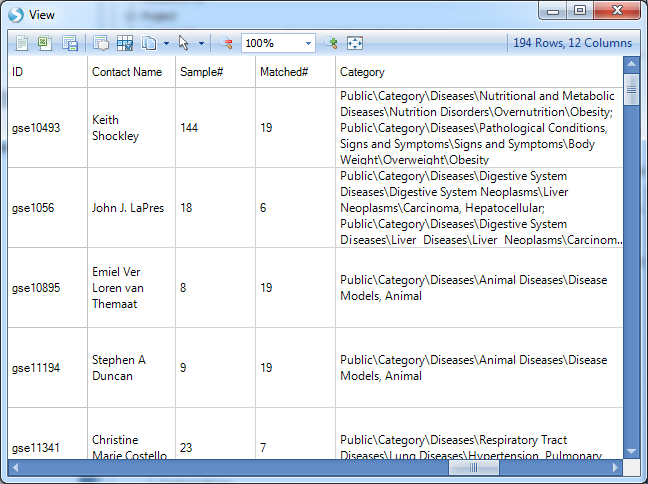 Project
View
100%
194 Rows, 12 Columns
ID Contact Name Sample# Matched# Category
gse10493 Keith Shockley 144 19 Public\Category\Diseases\Nutritional and Metabolic
Diseases\Nutrition Disorders\Overnutrition\Obesity;
Public\Category\Diseases\Pathological Conditions,
Signs and Symptoms\Signs and Symptoms\Body
Weight\Overweight\Obesity
gse1056 John J. LaPres 18 6 Public\Category\Diseases\Digestive System
Diseases\Digestive System Neoplasms\Liver
Neoplasms\Carcinoma, Hepatocellular;
Public\Category\Diseases\Digestive System
Diseases\Liver Diseases\Liver Neoplasms\Carcinom...
gse10895 Emiel Ver Loren van Themaat 8 19 Public\Category\Diseases\Animal Diseases\Disease
Models, Animal
gse11194 Stephen A Duncan 9 19 Public\Category\Diseases\Animal Diseases\Disease
Models, Animal
gse11341 Christine Marie Costello 23 7 Public\Category\Diseases\Respiratory Tract
Diseases\Lung Diseases\Hypertension, Pulmonary